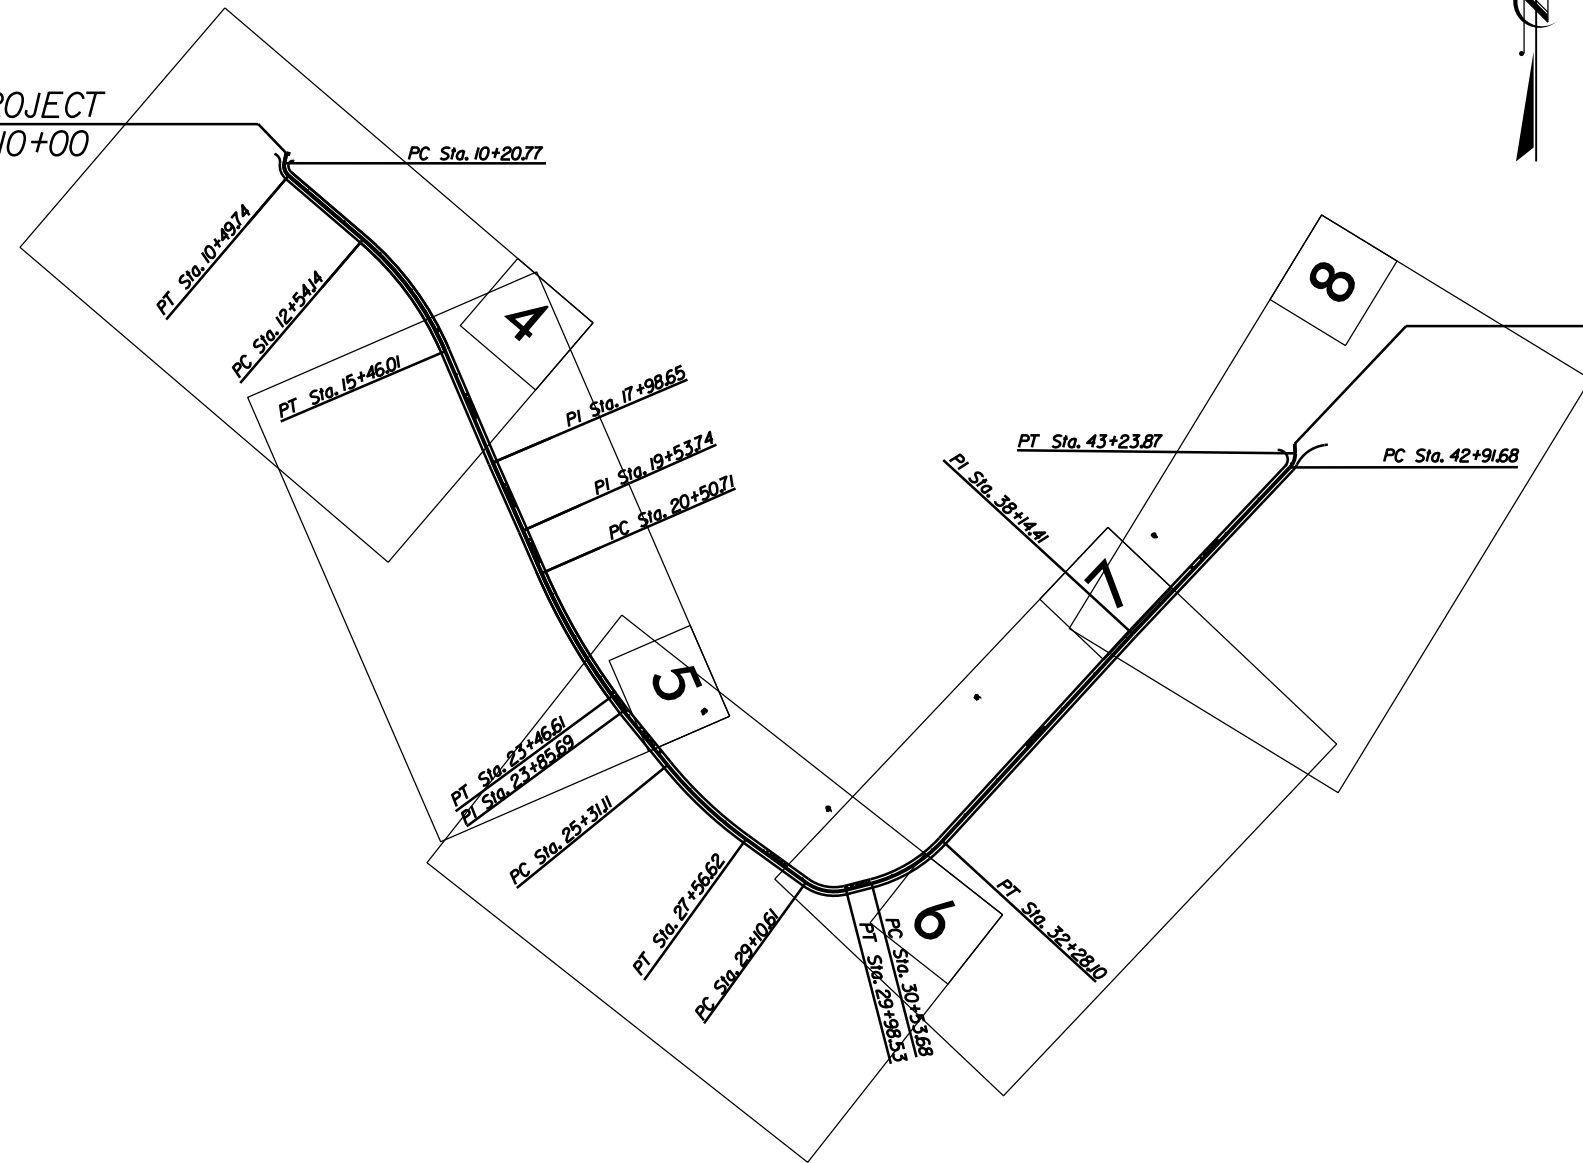 OJECT
10+00
PC Sta. 10+20.77
PT Sta. 10+49.74
PC Sta. 12+54.14
PT Sta. 15+46.01
4
PI Sta. 17+98.65
PI Sta. 19+53.74
PC Sta. 20+50.71
5
PT Sta. 23+46.61
PI Sta. 23+85.69
PC Sta. 25+31.11
PT Sta. 27+56.62
PC Sta. 29+10.61
PT Sta. 29+98.53
PC Sta. 30+53.68
6
PT Sta. 32+28.10
7
PI Sta. 38+14.41
PC Sta. 42+91.68
PT Sta. 43+23.87
8